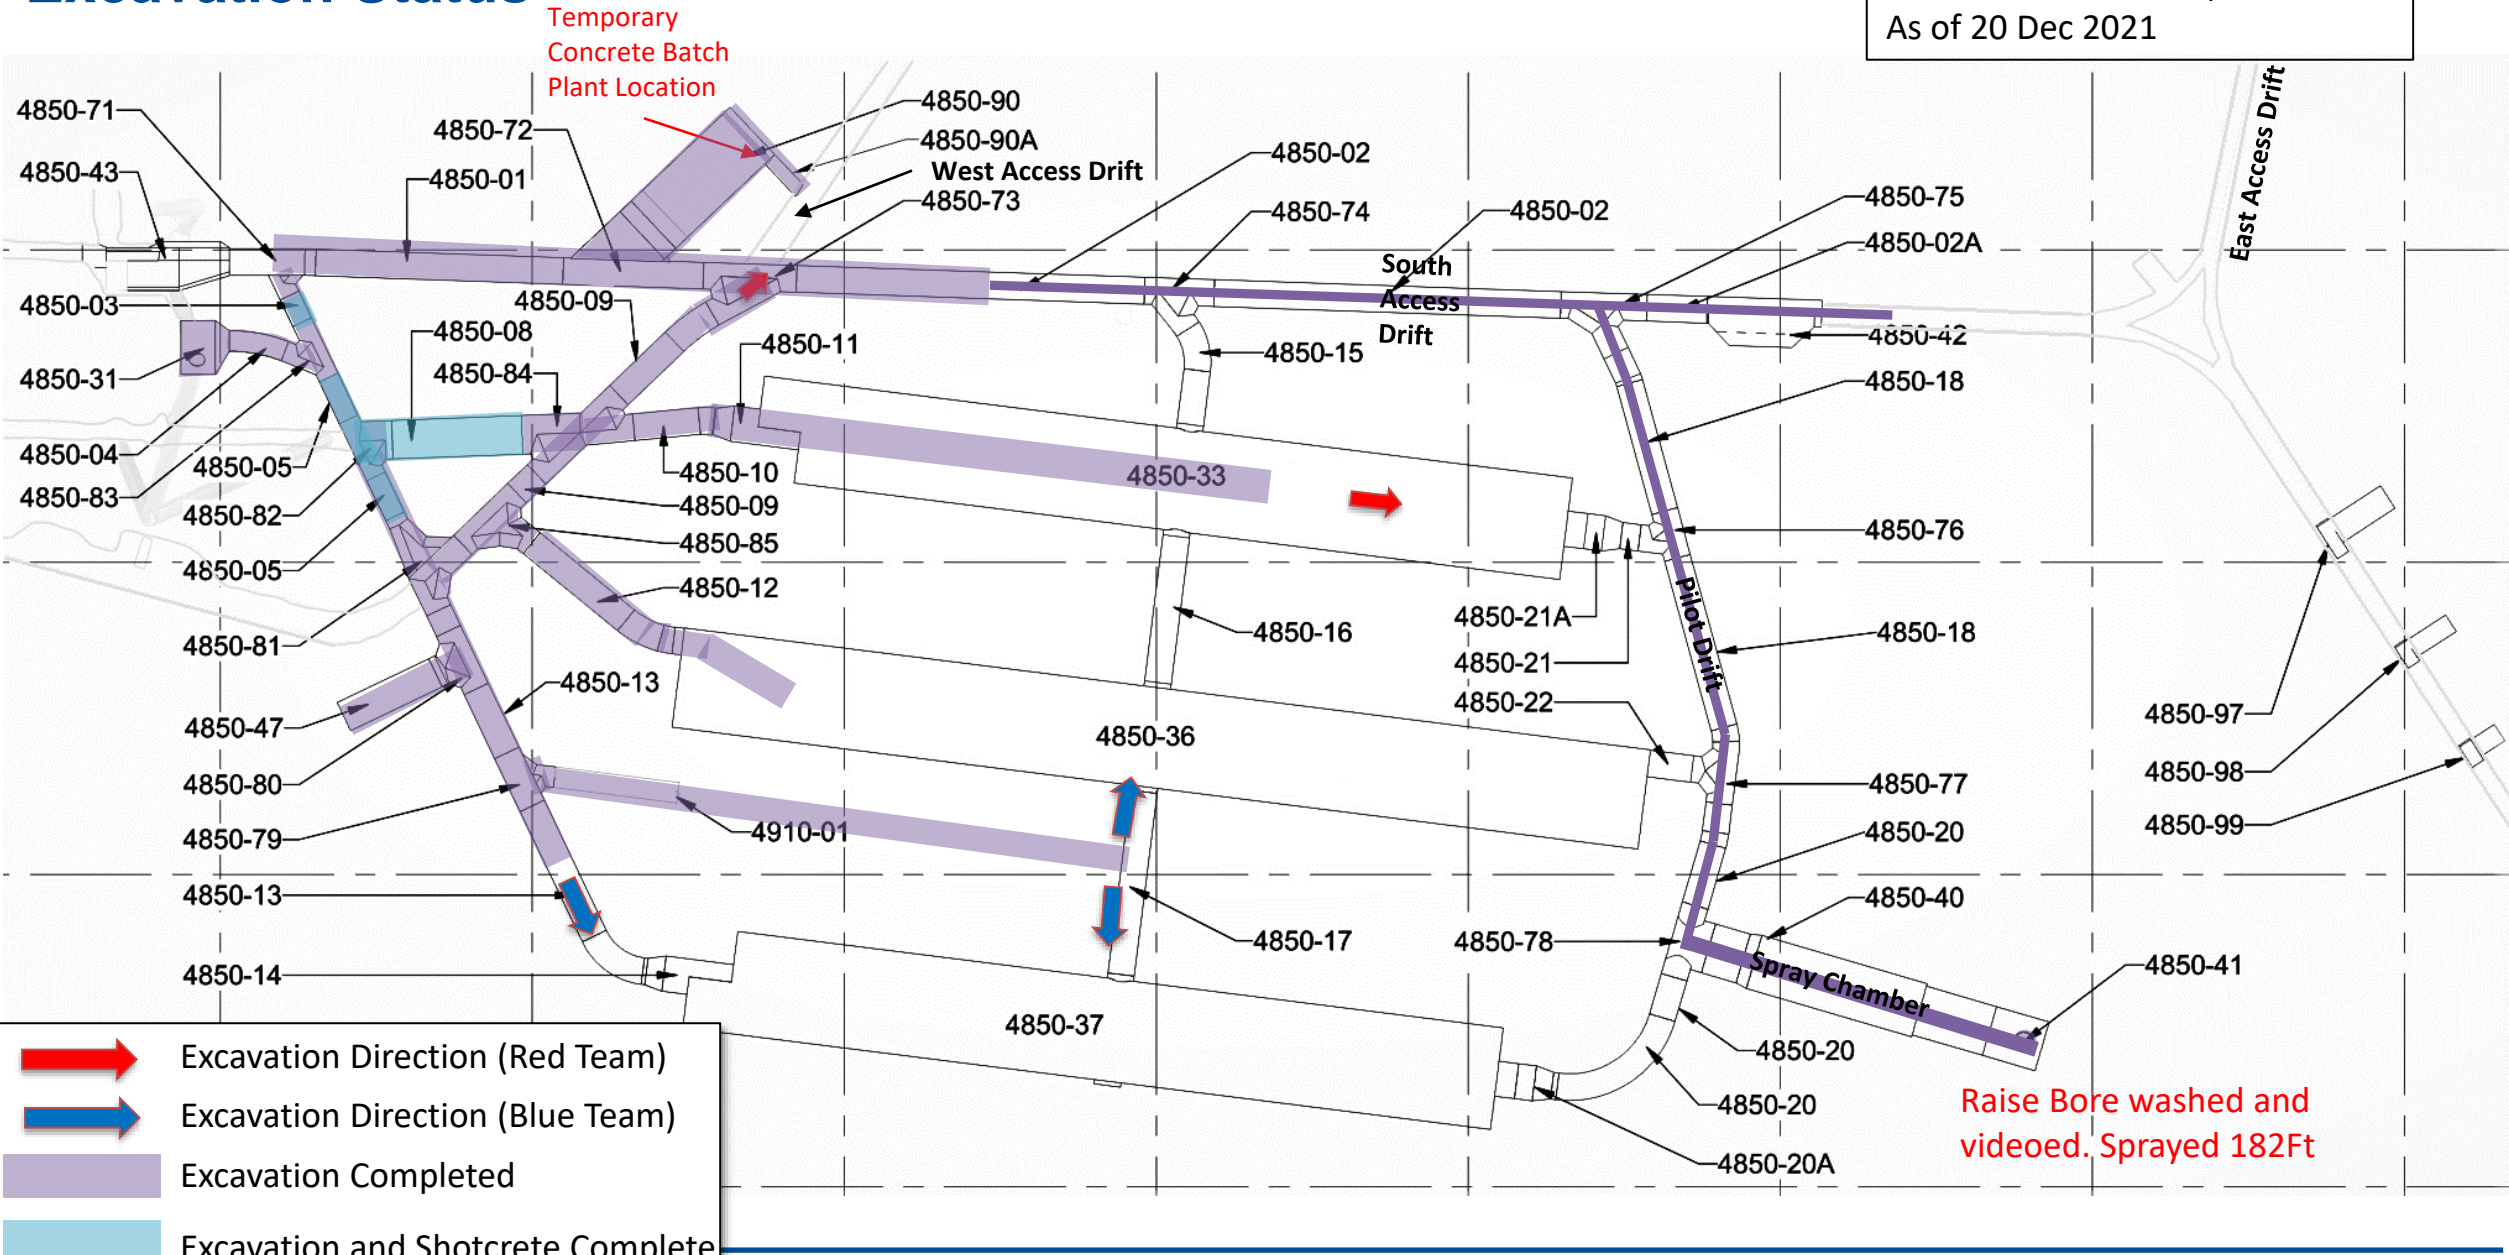 Excavation Status
As of 20 Dec 2021
Temporary
Concrete Batch
Plant Location
4850-71
4850-43
4850-72
4850-01
4850-90
4850-90A
West Access Drift
4850-73
4850-02
4850-74
4850-02
4850-75
4850-02A
East Access Drift
South
Access
Drift
4850-03
4850-09
4850-08
4850-11
4850-15
4850-42
4850-31
4850-84
4850-18
4850-04
4850-05
4850-10
4850-33
4850-83
4850-82
4850-09
4850-76
4850-85
4850-05
4850-12
4850-21A
Pilot Drift
4850-81
4850-16
4850-18
4850-21
4850-13
4850-22
4850-47
4850-36
4850-97
4850-80
4850-77
4850-98
4850-79
4910-01
4850-20
4850-99
4850-13
4850-40
4850-17
4850-78
4850-14
Spray Chamber
4850-41
4850-37
4850-20
4850-20
4850-20A
Raise Bore washed and
videoed. Sprayed 182Ft
Excavation Direction (Red Team)
Excavation Direction (Blue Team)
Excavation Completed
Excavation and Shotcrete Complete